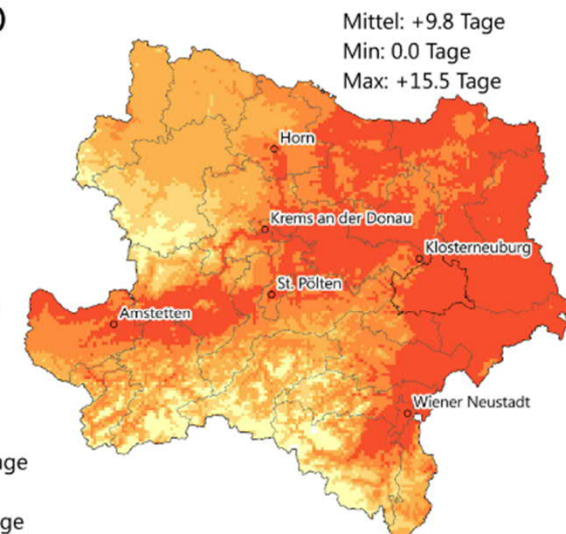 Mittel: +9.8 Tage
Min: 0.0 Tage
Max: +15.5 Tage
Horn
Krems an der Donau
Klosterneuburg
St. Pölten
Amstetten
Wiener Neustadt